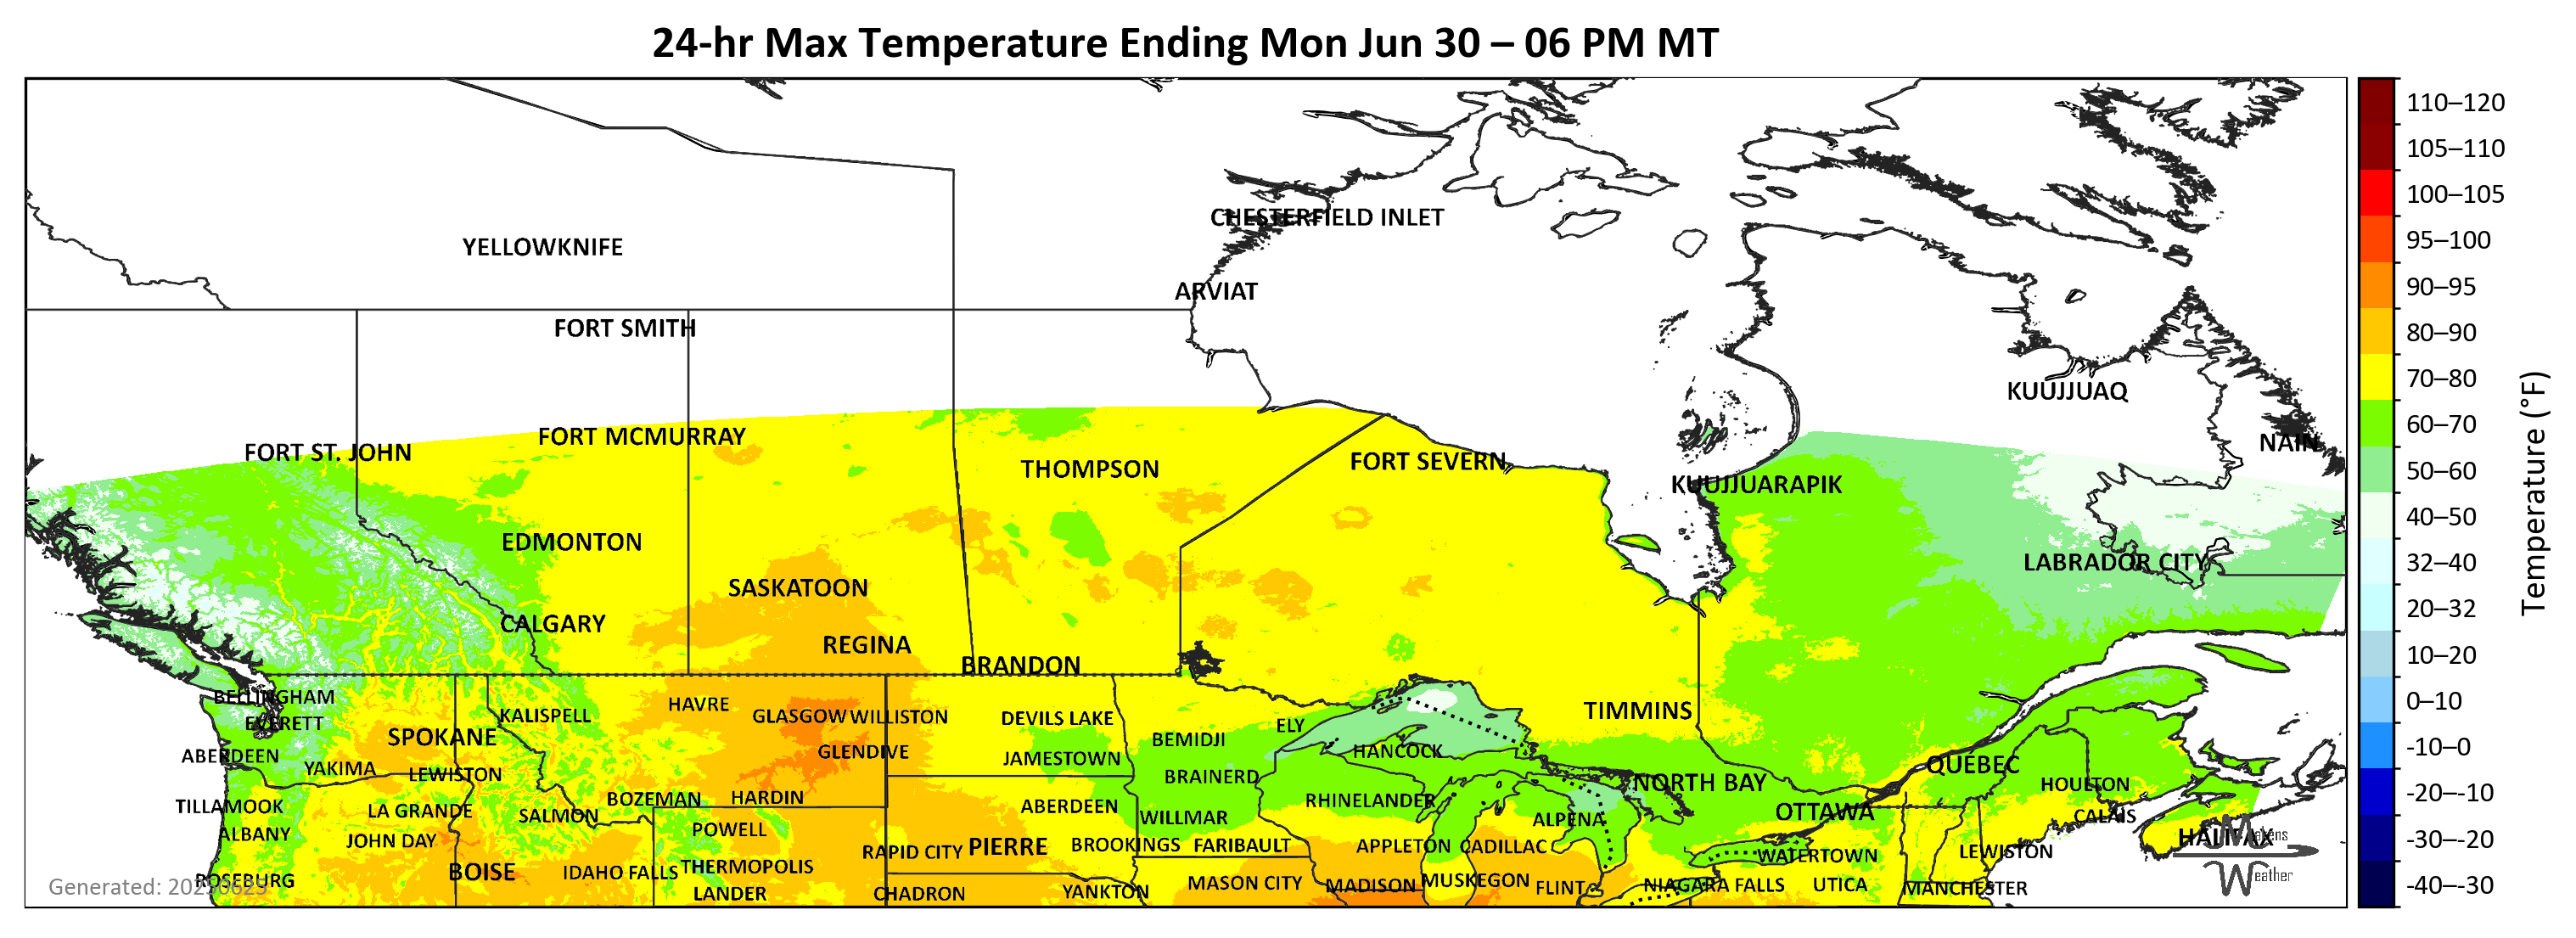 24-hr Max Temperature Ending Mon Jun 30 – 06 PM MT
110–120
105–110
CHESTERFIELD INLET
100–105
YELLOWKNIFE
95–100
ARVIAT
90–95
FORT SMITH
80–90
KUUJJUAQ
70–80
FORT ST. JOHN
FORT MCMURRAY
NAIN
60–70
THOMPSON
FORT SEVERN
KUUJJUARAPIK
50–60
EDMONTON
40–50
SASKATOON
LABRADOR CITY
32–40
CALGARY
20–32
REGINA
BRANDON
10–20
Temperature (°F)
BELLINGHAM
HAVRE
0–10
EVERETT
KALISPELL
GLASGOW
WILLISTON
DEVILS LAKE
ELY
TIMMINS
SPOKANE
BEMIDJI
-10–0
ABERDEEN
GLENDIVE
JAMESTOWN
HANCOCK
YAKIMA
LEWISTON
BRAINERD
NORTH BAY
QUÉBEC
HOULTON
-20–-10
TILLAMOOK
LA GRANDE
SALMON
BOZEMAN
HARDIN
ABERDEEN
RHINELANDER
OTTAWA
CALAIS
ALBANY
JOHN DAY
POWELL
WILLMAR
ALPENA
HALIFAX
Makens
Weather
-30–-20
BOISE
IDAHO FALLS
THERMOPOLIS
RAPID CITY
PIERRE
BROOKINGS
FARIBAULT
APPLETON
CADILLAC
WATERTOWN
LEWISTON
ROSEBURG
Generated: 20250625
LANDER
CHADRON
YANKTON
MASON CITY
MADISON
MUSKEGON
FLINT
NIAGARA FALLS
UTICA
MANCHESTER
-40–-30